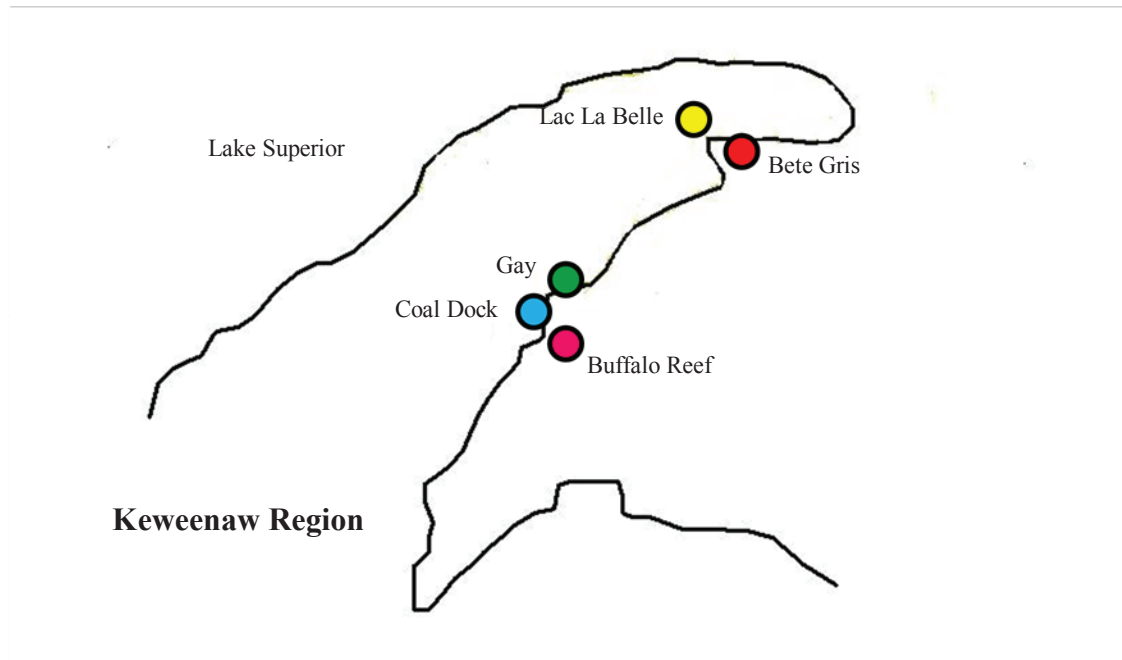 Lac La Belle
Lake Superior
Bete Gris
Gay
Coal Dock
Buffalo Reef
Keweenaw Region